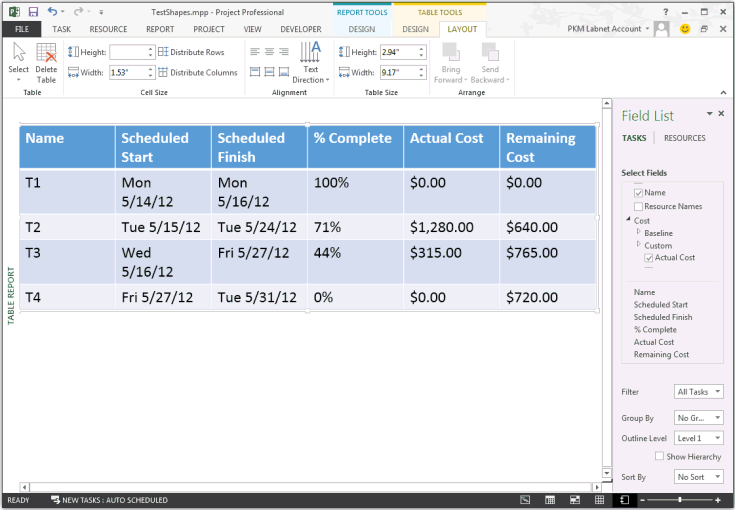 TestShapes.mpp - Project Professional
REPORT TOOLS
TABLE TOOLS
?
FILE
TASK
RESOURCE
REPORT
PROJECT
VIEW
DEVELOPER
DESIGN
DESIGN
LAYOUT
PKM Labnet Account
Select
Delete
Table
Table
Height:
Width:
1.53"
Distribute Rows
Distribute Columns
Cell Size
Text
Direction
Alignment
Height:
2.94"
Width:
9.17"
Table Size
Bring
Forward
Send
Backward
Arrange
TABLE REPORT
Name Scheduled Start Scheduled Finish % Complete Actual Cost Remaining Cost
T1 Mon 5/14/12 Mon 5/16/12 100% $0.00 $0.00
T2 Tue 5/15/12 Tue 5/24/12 71% $1,280.00 $640.00
T3 Wed 5/16/12 Fri 5/27/12 44% $315.00 $765.00
T4 Fri 5/27/12 Tue 5/31/12 0% $0.00 $720.00
Field List
TASKS
RESOURCES
Select Fields
Name
Resource Names
Cost
Baseline
Custom
Actual Cost
Name
Scheduled Start
Scheduled Finish
% Complete
Actual Cost
Remaining Cost
Filter
All Tasks
Group By
No Gr...
Outline Level
Level 1
Show Hierarchy
Sort By
No Sort
READY
NEW TASKS : AUTO SCHEDULED